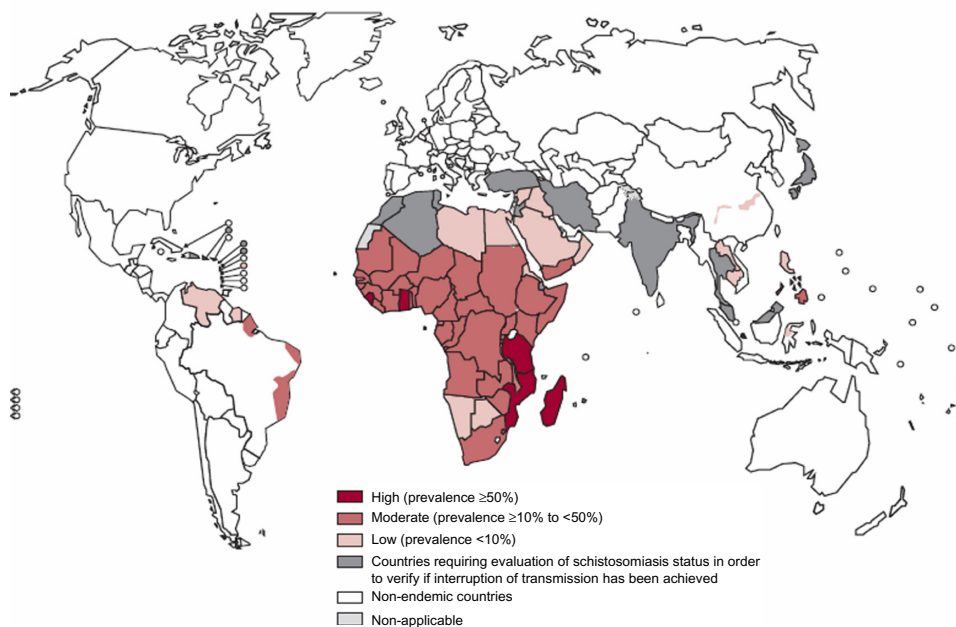 High (prevalence ≥50%)
Moderate (prevalence ≥10% to <50%)
Low (prevalence <10%)
Countries requiring evaluation of schistosomiasis status in order
to verify if interruption of transmission has been achieved
Non-endemic countries
Non-applicable